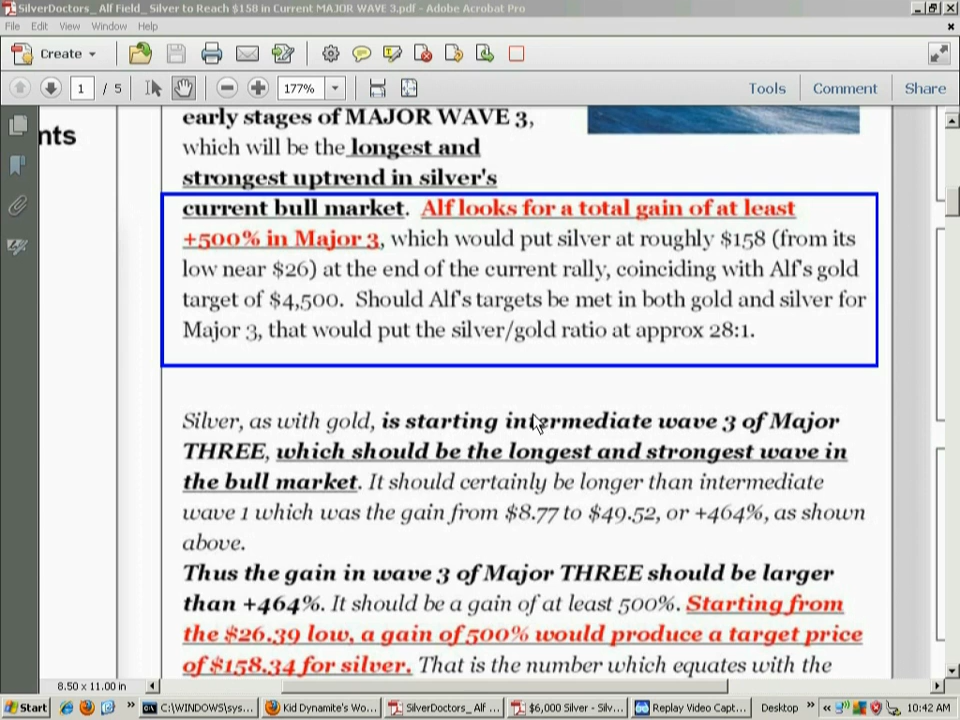 SilverDoctors_ Alf Field_ Silver to Reach $158 in Current MAJOR WAVE 3.pdf - Adobe Acrobat Pro
File Edit View Window Help
Create
1 / 5 177% Tools Comment Share
nts
early stages of MAJOR WAVE 3,
which will be the longest and
strongest uptrend in silver's
current bull market. Alf looks for a total gain of at least
+500% in Major 3, which would put silver at roughly $158 (from its
low near $26) at the end of the current rally, coinciding with Alf's gold
target of $4,500. Should Alf's targets be met in both gold and silver for
Major 3, that would put the silver/gold ratio at approx 28:1.
Silver, as with gold, is starting intermediate wave 3 of Major
THREE, which should be the longest and strongest wave in
the bull market. It should certainly be longer than intermediate
wave 1 which was the gain from $8.77 to $49.52, or +464%, as shown
above.
Thus the gain in wave 3 of Major THREE should be larger
than +464%. It should be a gain of at least 500%. Starting from
the $26.39 low, a gain of 500% would produce a target price
of $158.34 for silver. That is the number which equates with the
8.50 x 11.00 in
Start C:\WINDOWS\sys... Kid Dynamite's Wo... SilverDoctors_ Alf ... $6,000 Silver - Silv... Replay Video Capt... Desktop 10:42 AM